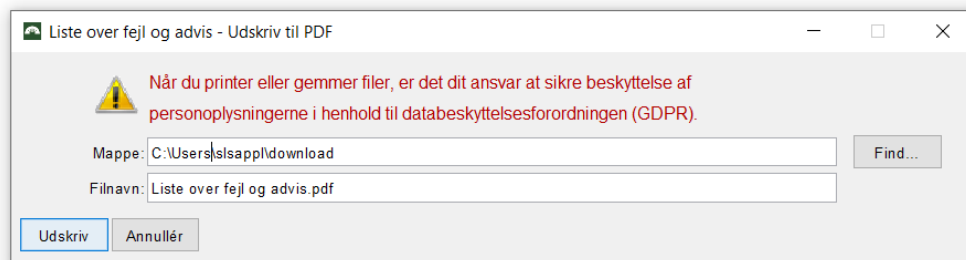 Liste over fejl og advis - Udskriv til PDF
Når du printer eller gemmer filer, er det dit ansvar at sikre beskyttelse af
personoplysningerne i henhold til databeskyttelsesforordningen (GDPR).
Mappe: C:\Users\slsappl\download Find...
Filnavn: Liste over fejl og advis.pdf
Udskriv Annullér